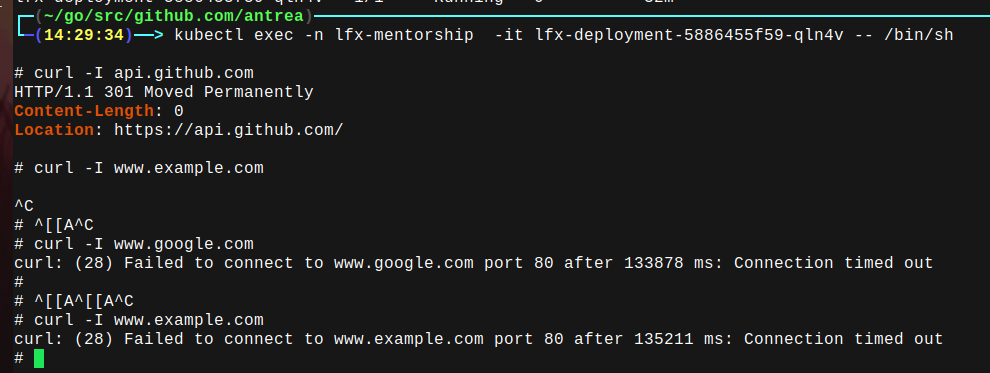 (~/go/src/github.com/antrea)
(14:29:34)──> kubectl exec -n lfx-mentorship  -it lfx-deployment-5886455f59-qln4v -- /bin/sh
# curl -I api.github.com
HTTP/1.1 301 Moved Permanently
Content-Length: 0
Location: https://api.github.com/
# curl -I www.example.com
^C
# ^[[A^C
# curl -I www.google.com
curl: (28) Failed to connect to www.google.com port 80 after 133878 ms: Connection timed out
#
# ^[[A^[[A^C
# curl -I www.example.com
curl: (28) Failed to connect to www.example.com port 80 after 135211 ms: Connection timed out
#